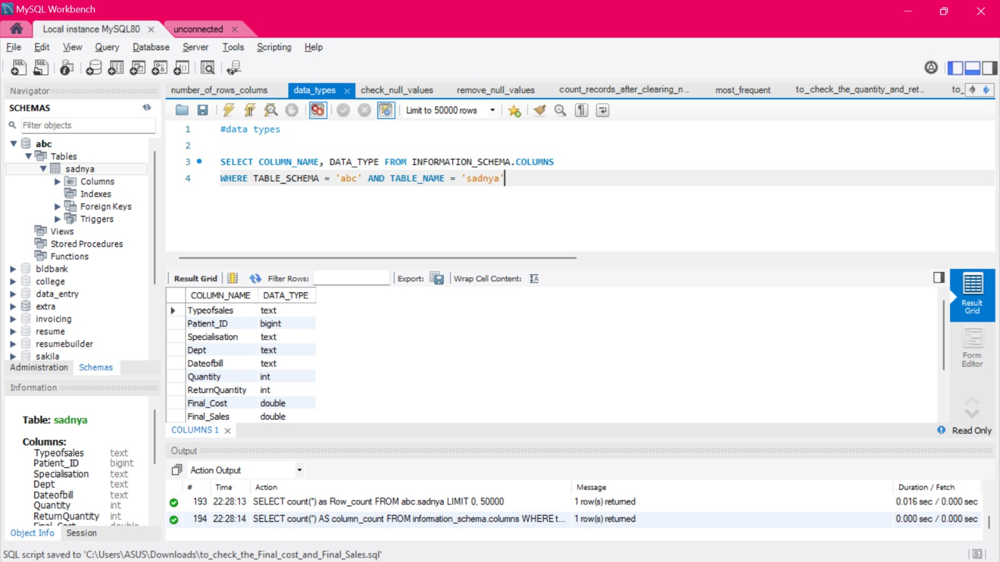 MySQL Workbench
Local instance MySQL80
unconnected
File Edit View Query Database Server Tools Scripting Help
Navigator
SCHEMAS
Filter objects
abc
Tables
sadnya
Columns
Indexes
Foreign Keys
Triggers
Views
Stored Procedures
Functions
bldbank
college
data_entry
extra
invoicing
resume
resumebuilder
sakila
Administration Schemas
Information
Table: sadnya
Columns:
Typeofsales text
Patient_ID bigint
Specialisation text
Dept text
Dateofbill text
Quantity int
ReturnQuantity int
Final_Cost double
Object Info Session
number_of_rows_colums data_types check_null_values remove_null_values count_records_after_clearing_n... most_frequent to_check_the_quantity_and_ret... to_
Limit to 50000 rows
1 #data types
2
3 SELECT COLUMN_NAME, DATA_TYPE FROM INFORMATION_SCHEMA.COLUMNS
4 WHERE TABLE_SCHEMA = 'abc' AND TABLE_NAME = 'sadnya'
Result Grid Filter Rows: Export: Wrap Cell Content: IA
COLUMN_NAME DATA_TYPE
Typeofsales text
Patient_ID bigint
Specialisation text
Dept text
Dateofbill text
Quantity int
ReturnQuantity int
Final_Cost double
Final_Sales double
Result Grid
Form Editor
COLUMNS 1
Read Only
Output
Action Output
# Time Action Message Duration / Fetch
193 22:28:13 SELECT count(*) as Row_count FROM abc.sadnya LIMIT 0, 50000 1 row(s) returned 0.016 sec / 0.000 sec
194 22:28:14 SELECT count(*) AS column_count FROM information_schema.columns WHERE t... 1 row(s) returned 0.000 sec / 0.000 sec
SQL script saved to 'C:\Users\ASUS\Downloads\to_check_the_Final_cost_and_Final_Sales.sql'